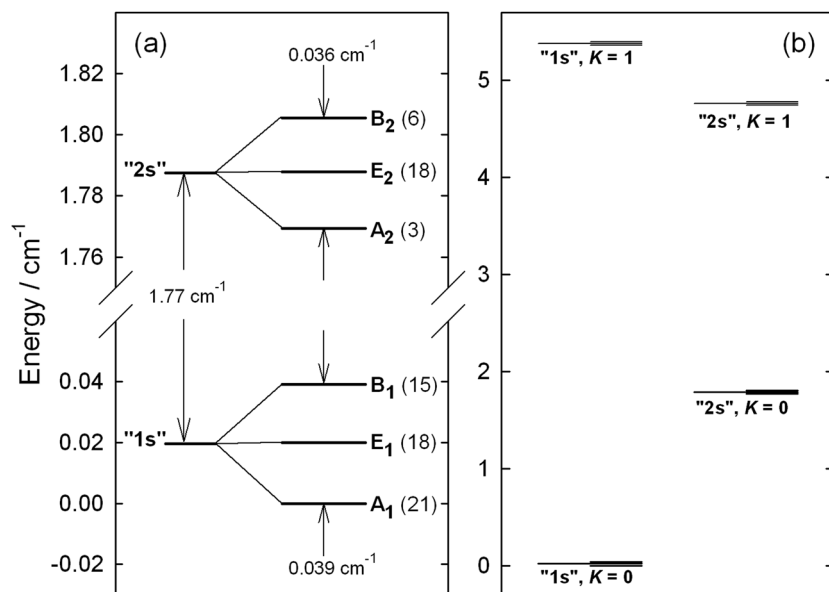 (a)
0.036 cm⁻¹
1.82
B₂ (6)
1.80
"2s"
E₂ (18)
1.78
A₂ (3)
1.76
1.77 cm⁻¹
Energy / cm⁻¹
0.04
B₁ (15)
"1s"
0.02
E₁ (18)
0.00
A₁ (21)
-0.02
0.039 cm⁻¹
(b)
5
"1s", K = 1
"2s", K = 1
4
3
2
"2s", K = 0
1
0
"1s", K = 0